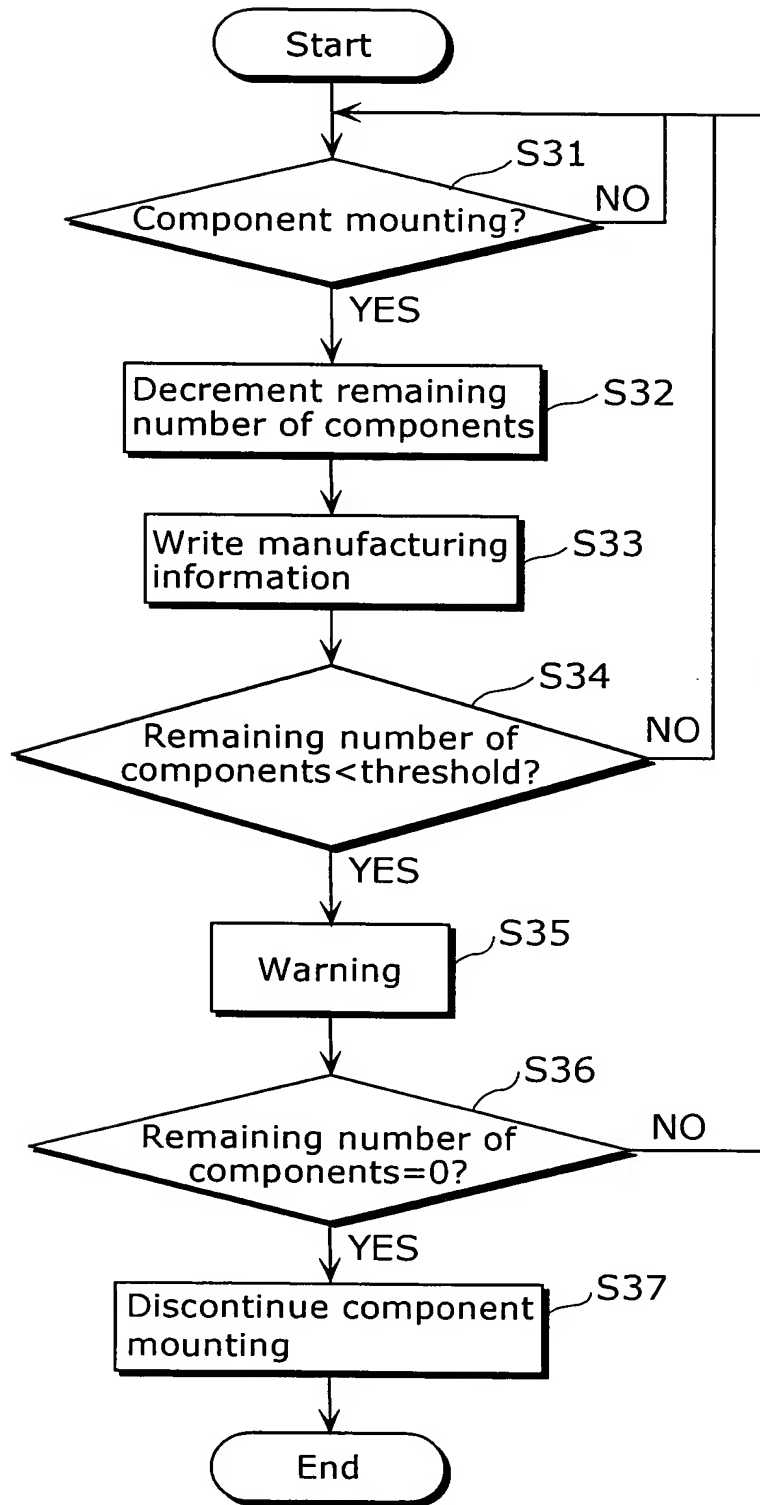 Start
S31
Component mounting?
NO
YES
Decrement remaining
number of components
S32
Write manufacturing
information
S33
S34
Remaining number of
components<threshold?
NO
YES
Warning
S35
S36
Remaining number of
components=0?
NO
YES
Discontinue component
mounting
S37
End